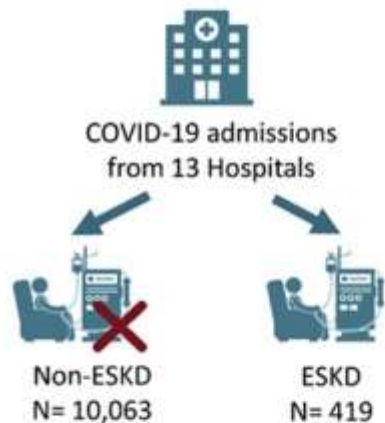 COVID-19 admissions
from 13 Hospitals
Non-ESKD
N= 10,063
ESKD
N= 419